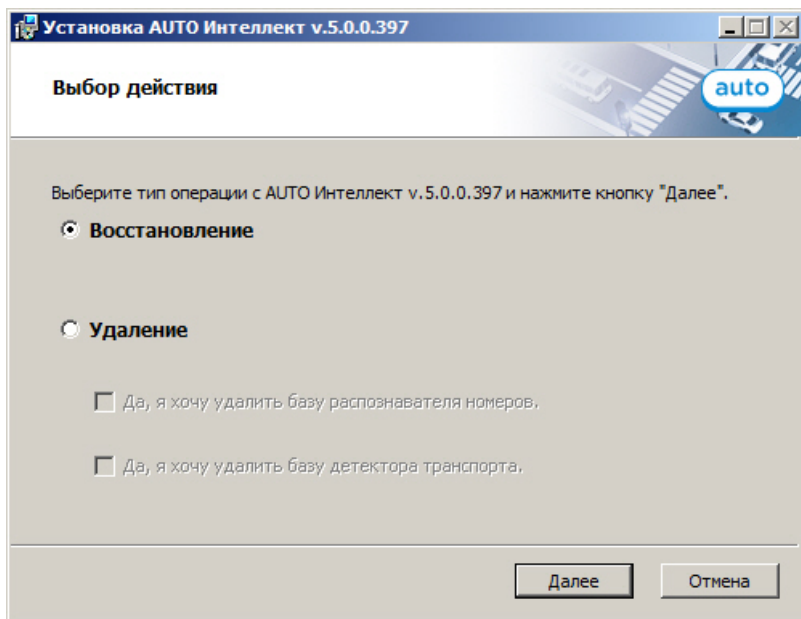 Установка AUTO Интеллект v.5.0.0.397
Выбор действия
auto
Выберите тип операции с AUTO Интеллект v.5.0.0.397 и нажмите кнопку "Далее".
Восстановление
Удаление
Да, я хочу удалить базу распознавателя номеров.
Да, я хочу удалить базу детектора транспорта.
Далее
Отмена